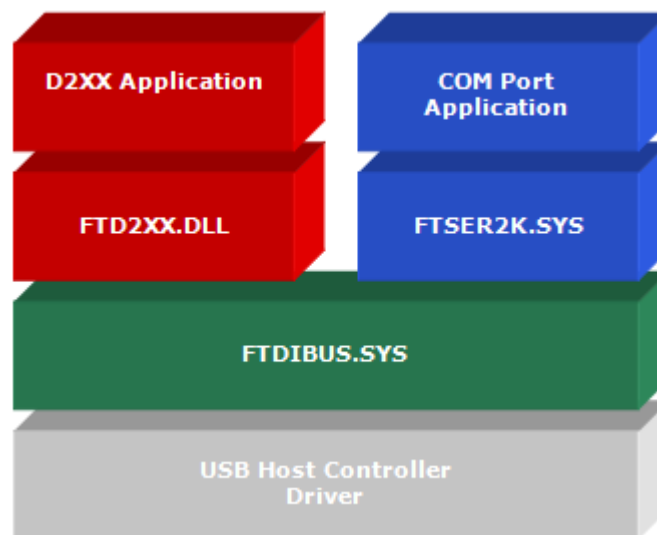 D2XX Application
COM Port
Application
FTD2XX.DLL
FTSER2K.SYS
FTDIBUS.SYS
USB Host Controller
Driver